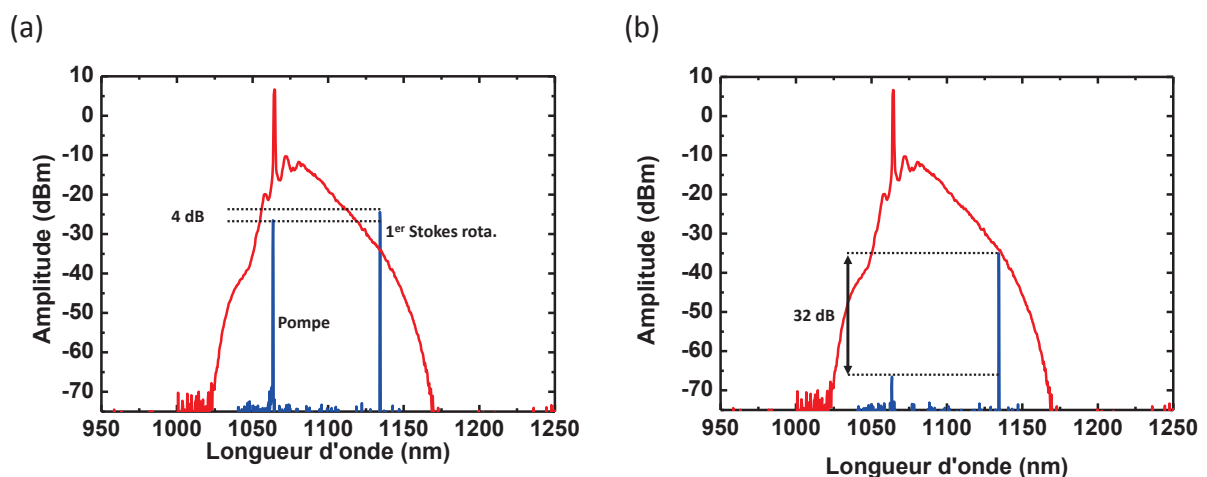 (a)
(b)
Amplitude (dBm)
10
0
-10
-20
-30
-40
-50
-60
-70
4 dB
1er Stokes rota.
Pompe
950 1000 1050 1100 1150 1200 1250
Longueur d'onde (nm)
Amplitude (dBm)
10
0
-10
-20
-30
-40
-50
-60
-70
32 dB
950 1000 1050 1100 1150 1200 1250
Longueur d'onde (nm)